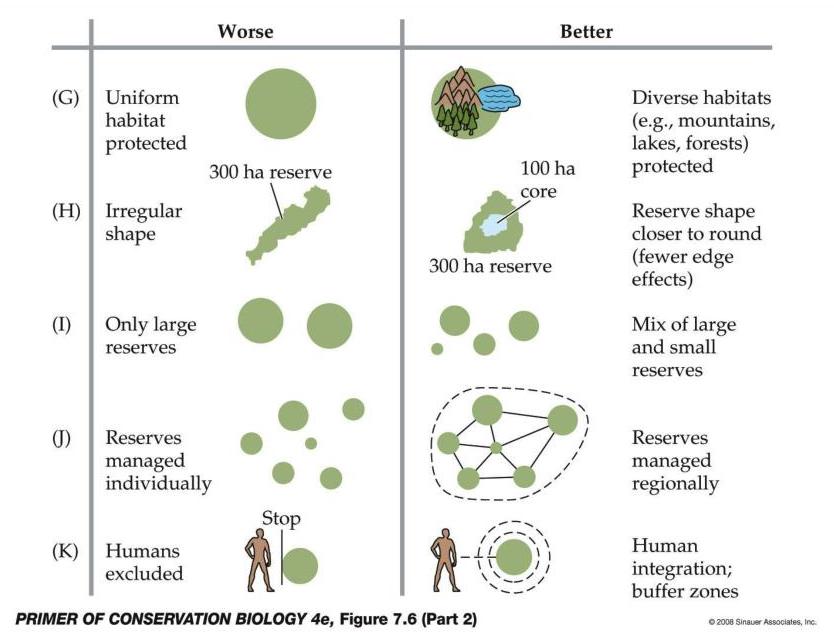 Worse
Better
(G)
Uniform
habitat
protected
Diverse habitats
(e.g., mountains,
lakes, forests)
protected
300 ha reserve
100 ha
core
(H)
Irregular
shape
300 ha reserve
Reserve shape
closer to round
(fewer edge
effects)
(I)
Only large
reserves
Mix of large
and small
reserves
(J)
Reserves
managed
individually
Reserves
managed
regionally
Stop
(K)
Humans
excluded
Human
integration;
buffer zones
PRIMER OF CONSERVATION BIOLOGY 4e, Figure 7.6 (Part 2)
© 2008 Sinauer Associates, Inc.